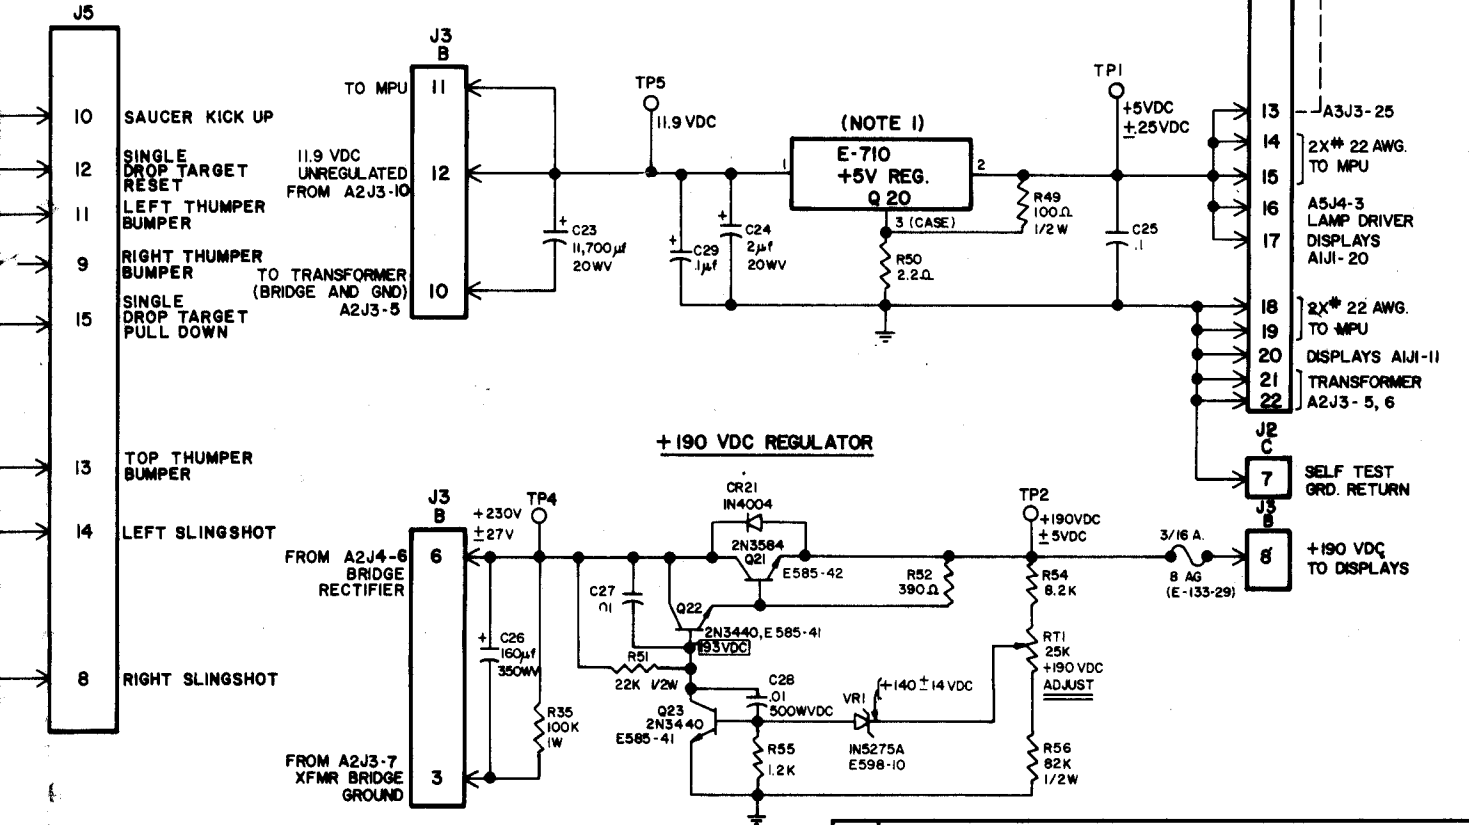 J5
10 SAUCER KICK UP
12 SINGLE
DROP TARGET
RESET
11 LEFT THUMPER
BUMPER
9 RIGHT THUMPER
BUMPER
15 SINGLE
DROP TARGET
PULL DOWN
13 TOP THUMPER
BUMPER
14 LEFT SLINGSHOT
8 RIGHT SLINGSHOT
J3
B
TO MPU 11
11.9 VDC
UNREGULATED
FROM A2J3-10
12
TO TRANSFORMER
(BRIDGE AND GND)
A2J3-5
10
+
C23
11,700µf
20WV
TP5
11.9 VDC
+
C29
.1µf
+
C24
2µf
20WV
(NOTE 1)
1
E-710
+5V REG.
Q 20
2
3 (CASE)
R50
2.2Ω
R49
100Ω
1/2 W
TP1
+5VDC
±.25VDC
C25
.1
13 A3J3-25
14
15
2X# 22 AWG.
TO MPU
16 A5J4-3
LAMP DRIVER
17 DISPLAYS
A1J1-20
18
19
2X# 22 AWG.
TO MPU
20 DISPLAYS A1J1-11
21 TRANSFORMER
22 A2J3-5, 6
J2
C
7 SELF TEST
GRD. RETURN
J3
B
8 +190 VDC
TO DISPLAYS
+190 VDC REGULATOR
J3
B
6
FROM A2J4-6
BRIDGE
RECTIFIER
3
FROM A2J3-7
XFMR BRIDGE
GROUND
+230V
±27V
TP4
+
C26
160µf
350WV
R35
100K
1W
C27
.01
CR21
1N4004
2N3584
Q21
E585-42
Q22
2N3440, E585-41
193VDC
R51
22K 1/2W
R52
390Ω
C28
.01
500WVDC
Q23
2N3440
E585-41
R55
1.2K
VR1
+140 ± 14 VDC
1N5275A
E598-10
TP2
+190VDC
± 5VDC
R54
8.2K
RT1
25K
+190 VDC
ADJUST
R56
82K
1/2W
3/16 A.
8 AG
(E-133-29)